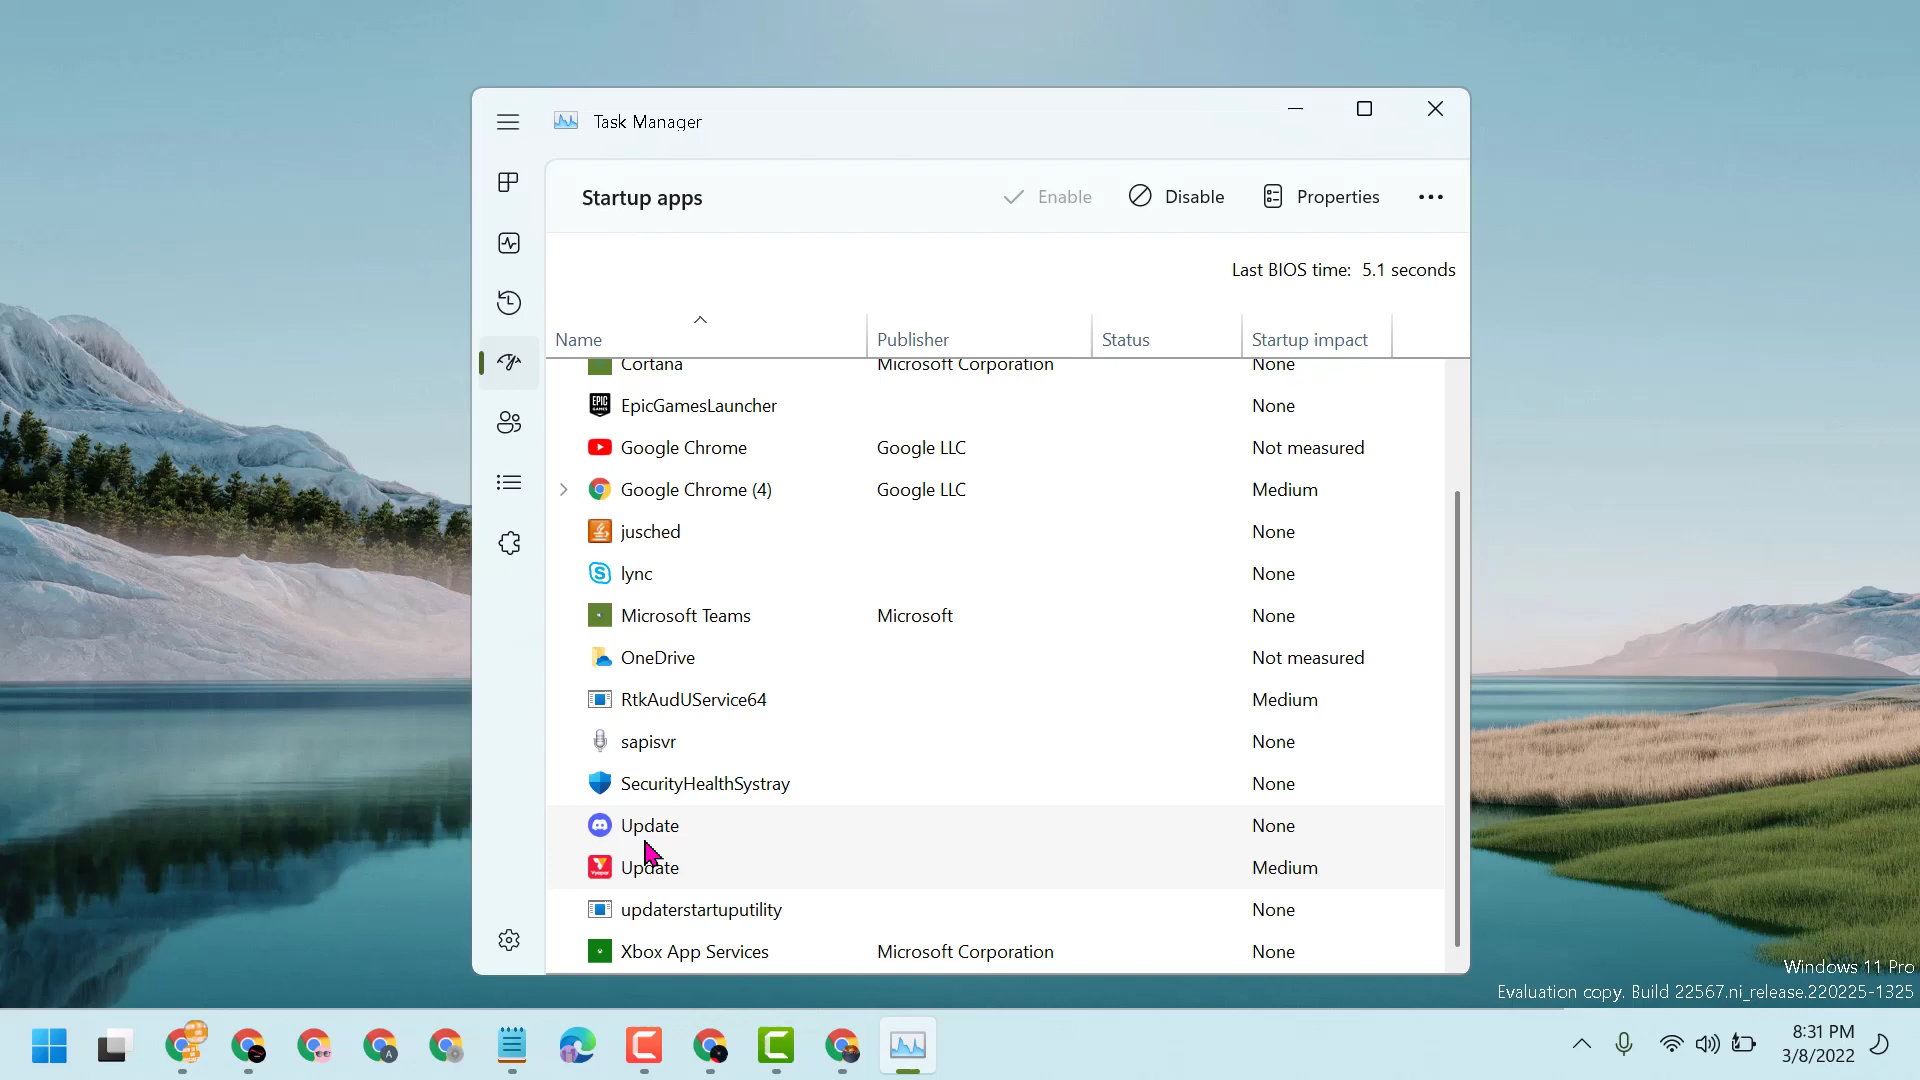 Task Manager
Startup apps
Enable
Disable
Properties
Last BIOS time: 5.1 seconds
Name Publisher Status Startup impact
Cortana Microsoft Corporation None
EPIC GAMES EpicGamesLauncher None
Google Chrome Google LLC Not measured
Google Chrome (4) Google LLC Medium
jusched None
lync None
Microsoft Teams Microsoft None
OneDrive Not measured
RtkAudUService64 Medium
sapisvr None
SecurityHealthSystray None
Update None
Update Medium
updaterstartuputility None
Xbox App Services Microsoft Corporation None
Windows 11 Pro
Evaluation copy. Build 22567.ni_release.220225-1325
A
8:31 PM
3/8/2022